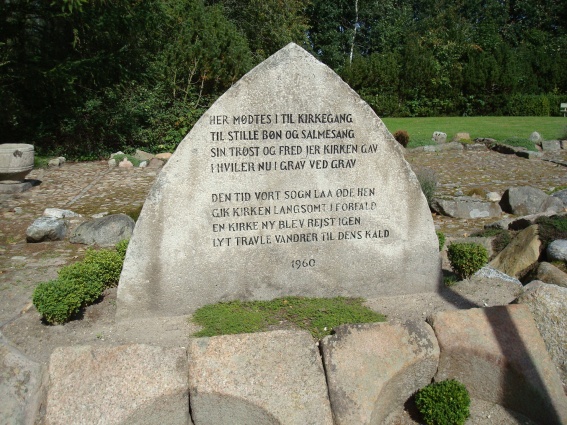 HER MØDTES I TIL KIRKEGANG
TIL STILLE BØN OG SALMESANG
SIN TRØST OG FRED IER KIRKEN GAV
I HVILER NU I GRAV VED GRAV
DEN TID VORT SOGN LAA ØDE HEN
GIK KIRKEN LANGSOMT I FORFALD
EN KIRKE NY BLEV REJST IGEN
LYT TRAVLE VANDRER TIL DENS KALD
1960